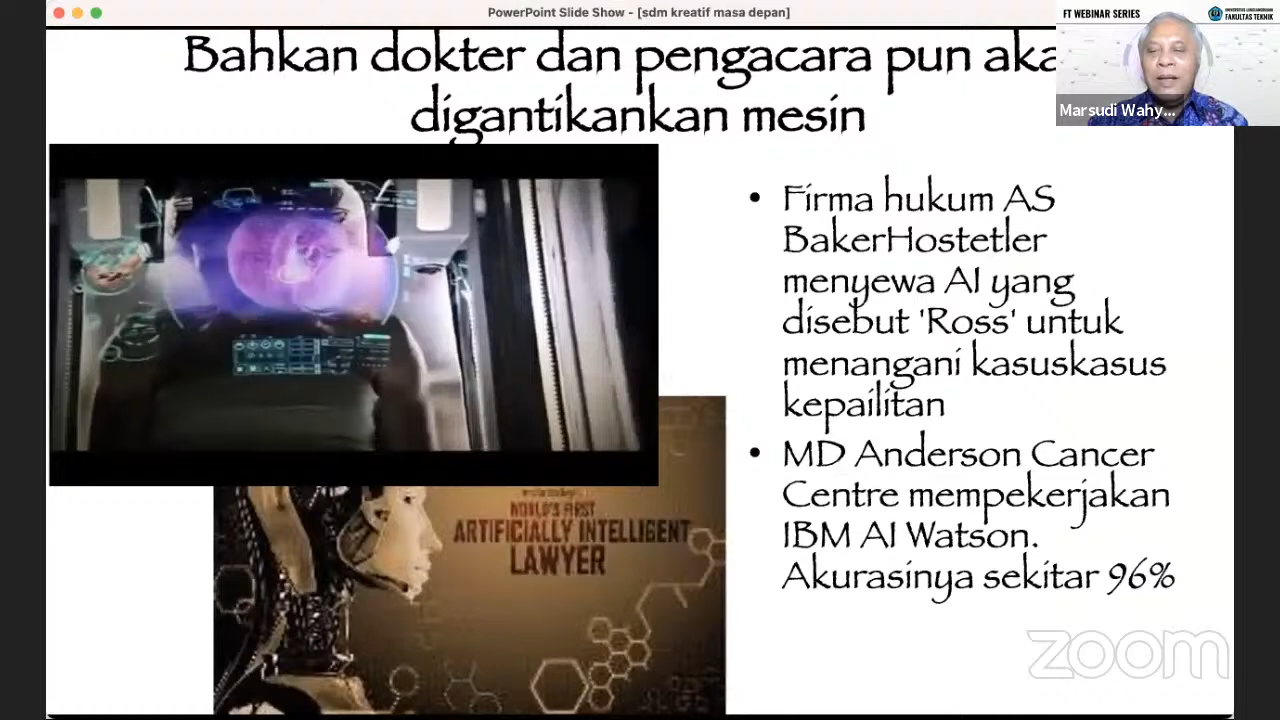 PowerPoint Slide Show - [sdm kreatif masa depan]
FT WEBINAR SERIES
FAKULTAS TEKNIK
Marsudi Wahy...
Bahkan dokter dan pengacara pun aka
digantikankan mesin
• Firma hukum AS
BakerHostetler
menyewa AI yang
disebut 'Ross' untuk
menangani kasuskasus
kepailitan
• MD Anderson Cancer
Centre mempekerjakan
IBM AI Watson.
Akurasinya sekitar 96%
WORLD'S FIRST
ARTIFICIALLY INTELLIGENT
LAWYER
zoom